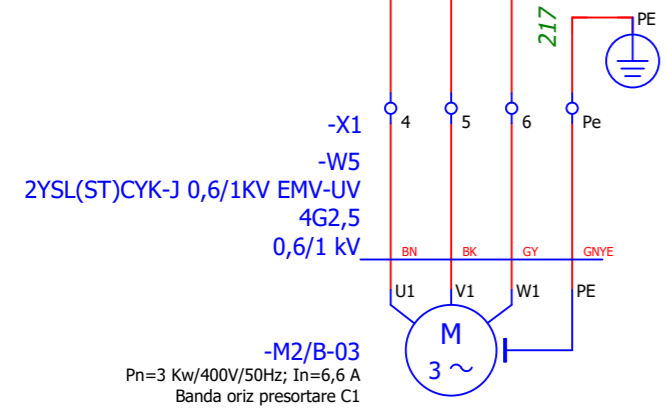 217
PE
-X1
4
5
6
Pe
-W5
2YSL(ST)CYK-J 0,6/1KV EMV-UV
4G2,5
0,6/1 kV
BN
BK
GY
GNYE
U1
V1
W1
PE
M
3 ~
-M2/B-03
Pn=3 Kw/400V/50Hz; In=6,6 A
Banda oriz presortare C1